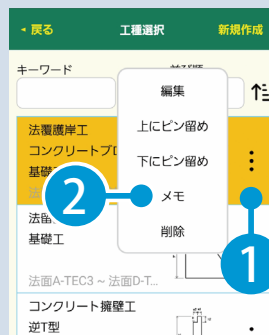 戻る 工種選択 新規作成
キーワード
編集
上にピン留め
下にピン留め
メモ
削除
法覆護岸工
コンクリートブロ
基礎
2
1
基礎工
法面A-TEC3 ~ 法面D-T...
コンクリート擁壁工
逆T型